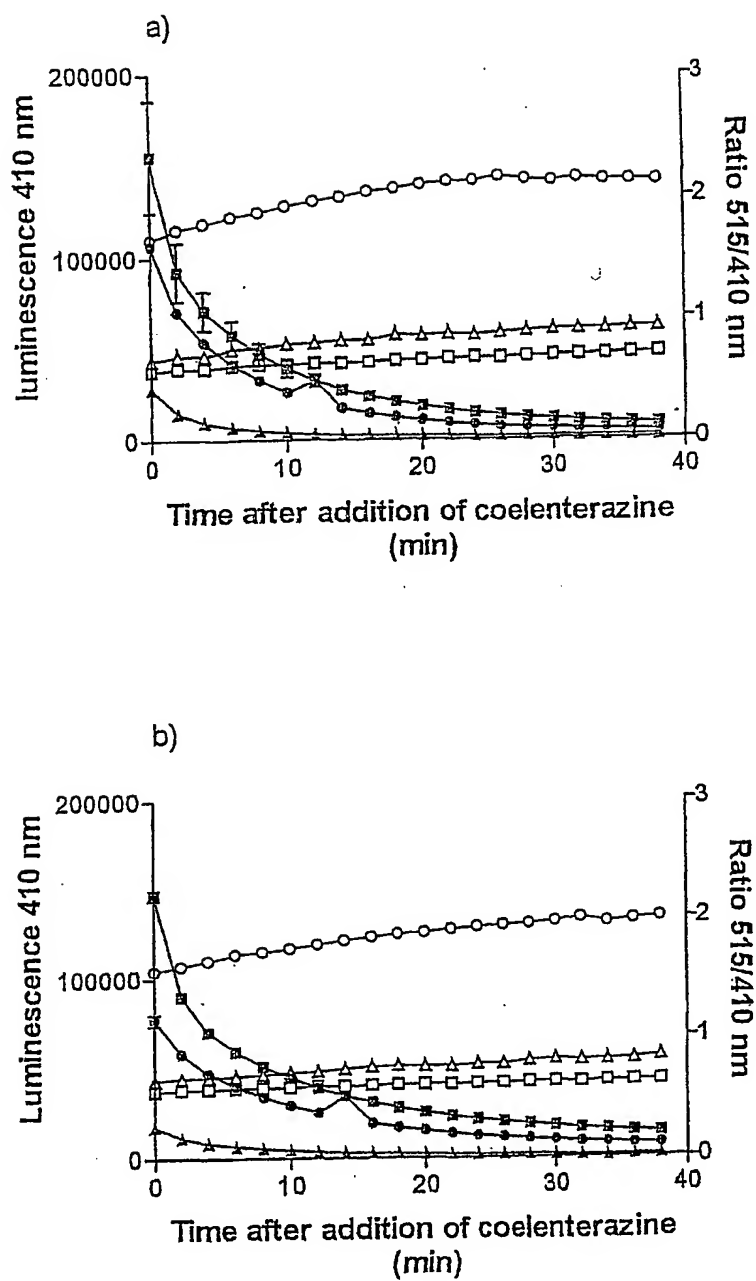 a)
luminescence 410 nm
200000
100000
0
3
2
1
0
Ratio 515/410 nm
0 10 20 30 40
Time after addition of coelenterazine
(min)
b)
Luminescence 410 nm
200000
100000
0
3
2
1
0
Ratio 515/410 nm
0 10 20 30 40
Time after addition of coelenterazine
(min)